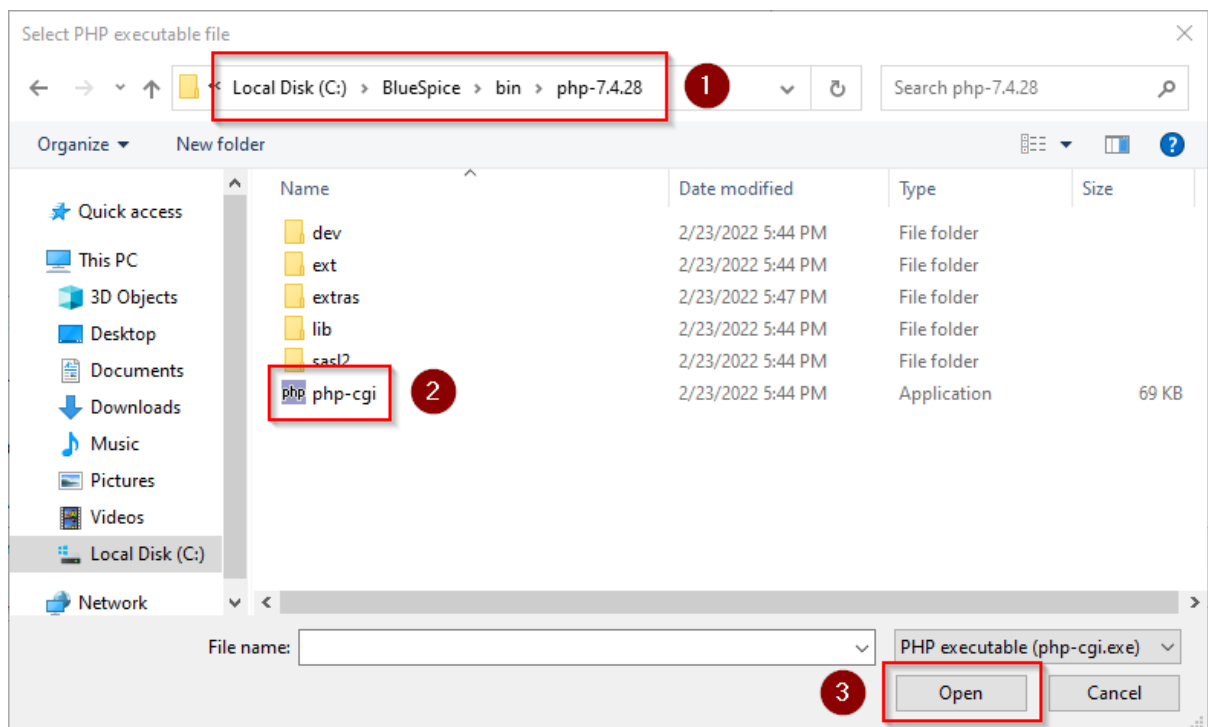 Select PHP executable file
« Local Disk (C:) > BlueSpice > bin > php-7.4.28
1
Search php-7.4.28
Organize
New folder
?
Name Date modified Type Size
Quick access
This PC
3D Objects
Desktop
Documents
Downloads
Music
Pictures
Videos
Local Disk (C:)
Network
dev 2/23/2022 5:44 PM File folder
ext 2/23/2022 5:44 PM File folder
extras 2/23/2022 5:47 PM File folder
lib 2/23/2022 5:44 PM File folder
sasl2 2/23/2022 5:44 PM File folder
php php-cgi 2 2/23/2022 5:44 PM Application 69 KB
File name:
PHP executable (php-cgi.exe)
3
Open
Cancel